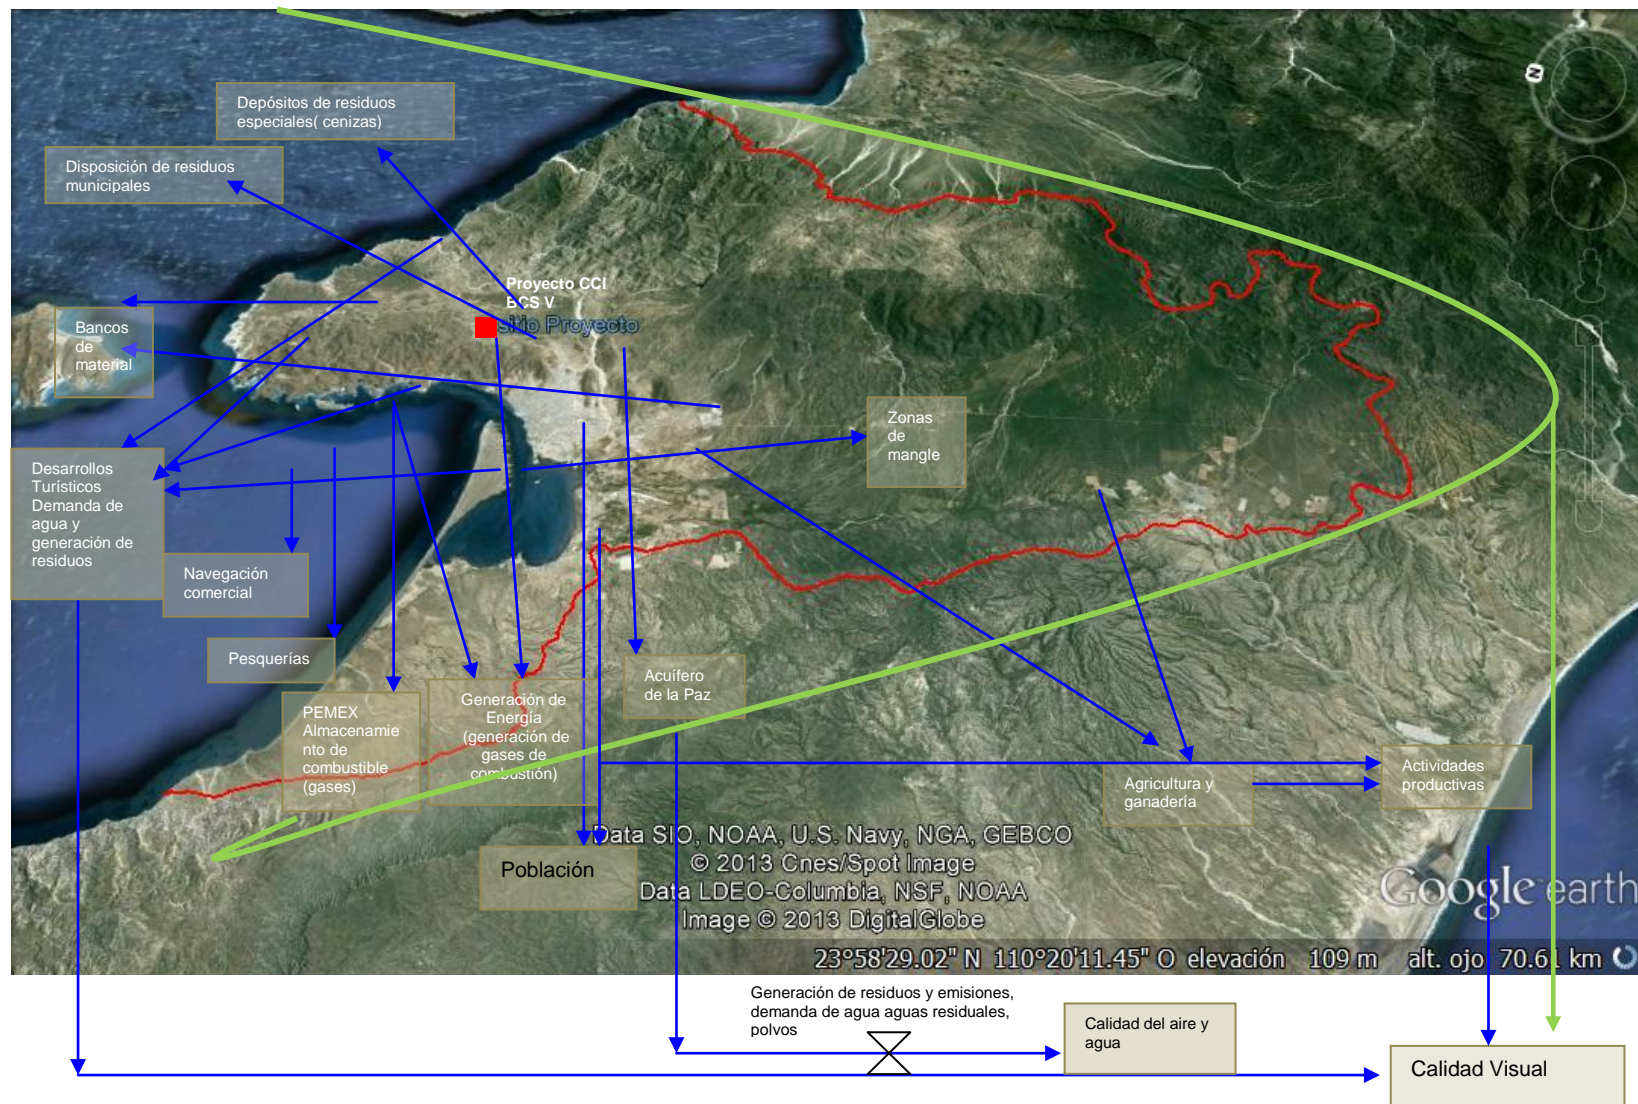 Depósitos de residuos
especiales( cenizas)
Disposición de residuos
municipales
N
Proyecto CCI
BCS V
sitio Proyecto
Bancos
de
material
Zonas
de
mangle
Desarrollos
Turísticos
Demanda de
agua y
generación de
residuos
Navegación
comercial
Pesquerías
PEMEX
Almacenamie
nto de
combustible
(gases)
Generación de
Energía
(generación de
gases de
combustión)
Acuífero
de la Paz
Agricultura y
ganadería
Actividades
productivas
Población
Data SIO, NOAA, U.S. Navy, NGA, GEBCO
© 2013 Cnes/Spot Image
Data LDEO-Columbia, NSF, NOAA
Image © 2013 DigitalGlobe
Google earth
23°58'29.02" N 110°20'11.45" O elevación 109 m alt. ojo 70.61 km
Generación de residuos y emisiones,
demanda de agua aguas residuales,
polvos
Calidad del aire y
agua
Calidad Visual